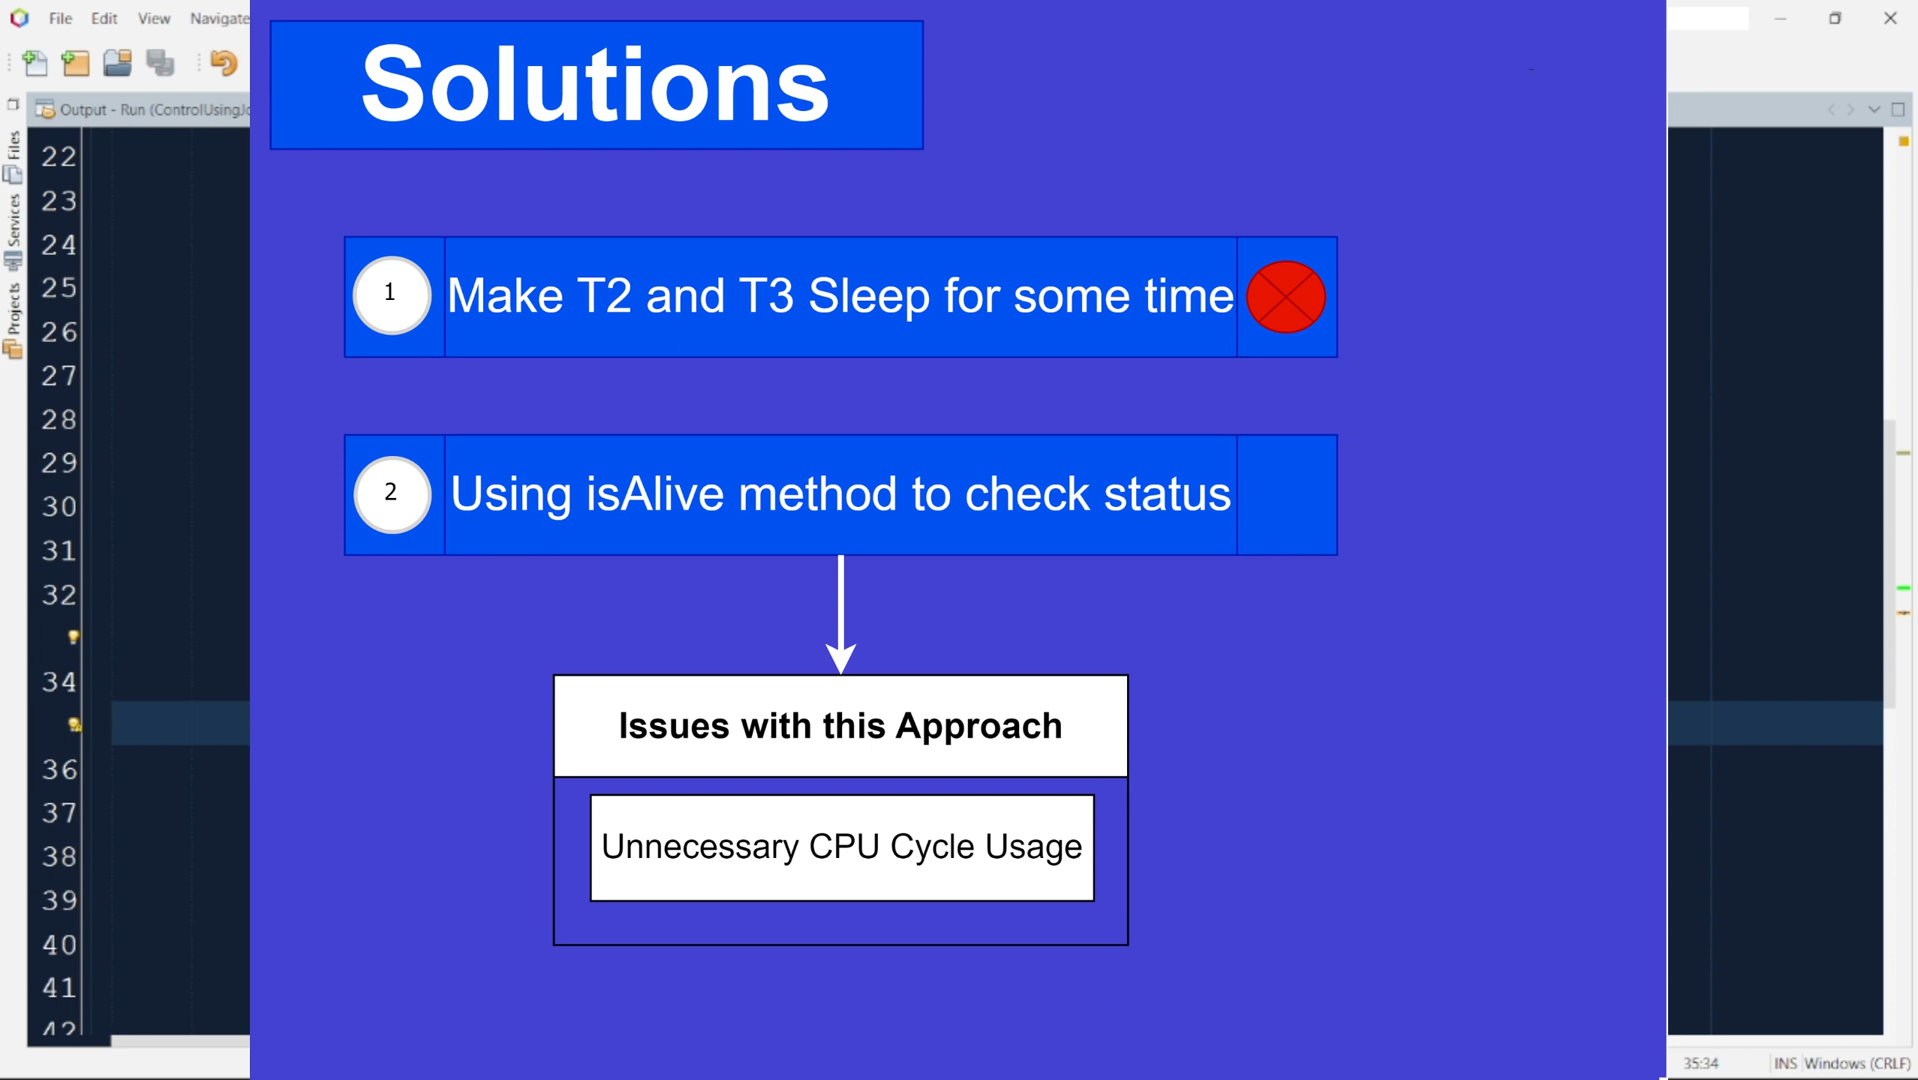 File Edit View Navigate
Output - Run (ControlUsingJo
Files
Services
Projects
22
23
24
25
26
27
28
29
30
31
32
34
36
37
38
39
40
41
42
Solutions
1 Make T2 and T3 Sleep for some time
2 Using isAlive method to check status
Issues with this Approach
Unnecessary CPU Cycle Usage
35:34 INS Windows (CRLF)